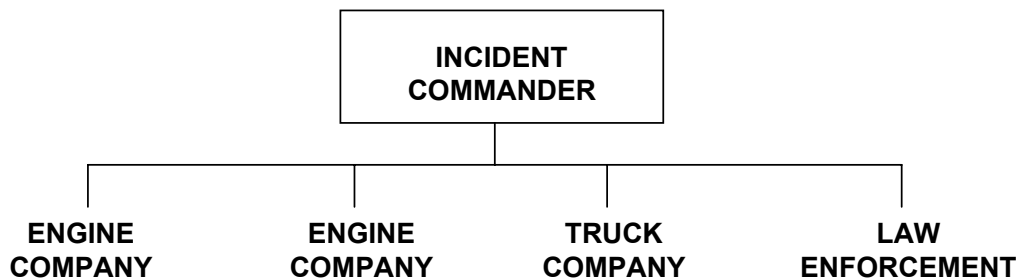 INCIDENT
COMMANDER
ENGINE
COMPANY
ENGINE
COMPANY
TRUCK
COMPANY
LAW
ENFORCEMENT